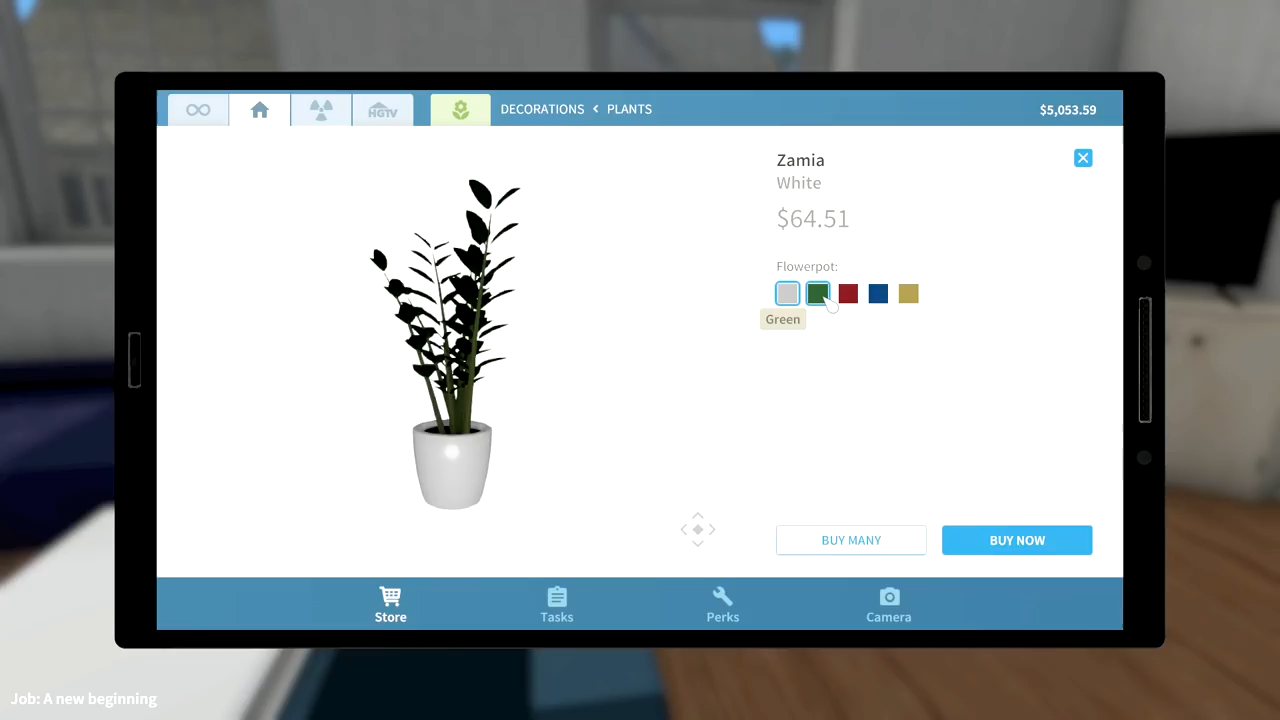 HGTV
DECORATIONS < PLANTS
$5,053.59
Zamia
White
$64.51
Flowerpot:
Green
BUY MANY
BUY NOW
Store
Tasks
Perks
Camera
Job: A new beginning